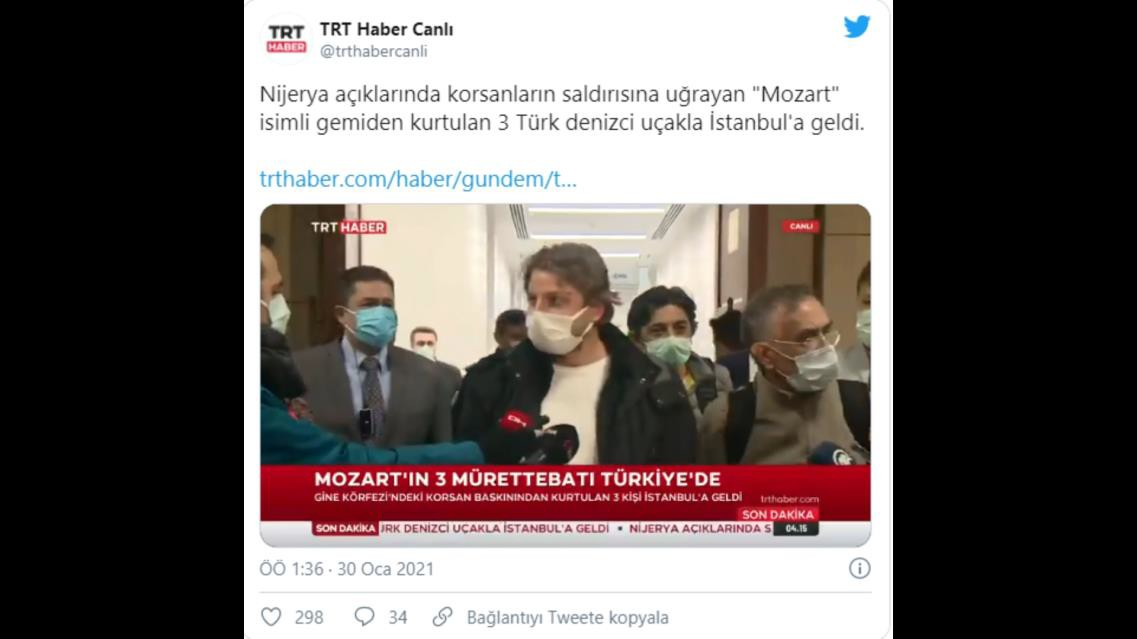 TRT HABER
TRT Haber Canlı
@trthabercanli
Nijerya açıklarında korsanların saldırısına uğrayan "Mozart"
isimli gemiden kurtulan 3 Türk denizci uçakla İstanbul'a geldi.
trthaber.com/haber/gundem/t...
TRT HABER
CANLI
MOZART'IN 3 MÜRETTEBATI TÜRKİYE'DE
GİNE KÖRFEZİ'NDEKİ KORSAN BASKININDAN KURTULAN 3 KİŞİ İSTANBUL'A GELDİ
trthaber.com
SON DAKİKA
SON DAKİKA ÜRK DENİZCİ UÇAKLA İSTANBUL'A GELDİ ▪ NİJERYA AÇIKLARINDA S 04.15
ÖÖ 1:36 · 30 Oca 2021
298 34 Bağlantıyı Tweete kopyala